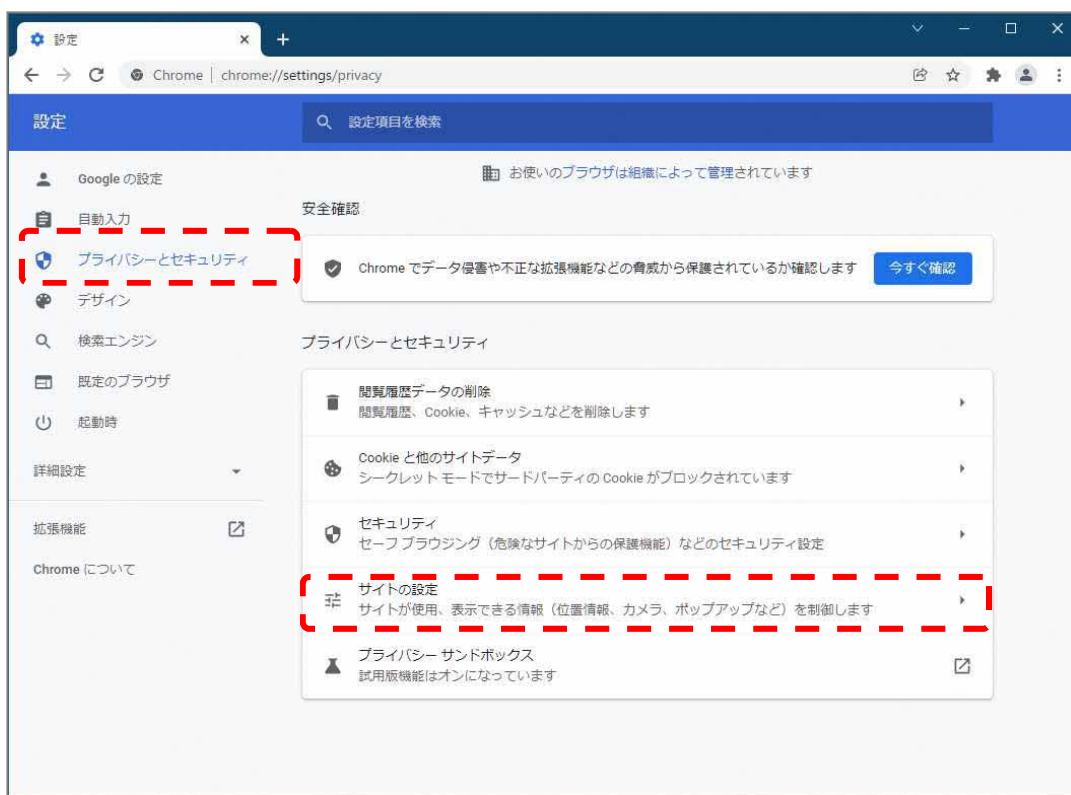 設定
Chrome | chrome://settings/privacy
設定
設定項目を検索
Google の設定
自動入力
プライバシーとセキュリティ
デザイン
検索エンジン
既定のブラウザ
起動時
詳細設定
拡張機能
Chrome について
お使いのブラウザは組織によって管理されています
安全確認
Chrome でデータ侵害や不正な拡張機能などの脅威から保護されているか確認します
今すぐ確認
プライバシーとセキュリティ
閲覧履歴データの削除
閲覧履歴、Cookie、キャッシュなどを削除します
Cookie と他のサイトデータ
シークレット モードでサードパーティの Cookie がブロックされています
セキュリティ
セーフ ブラウジング（危険なサイトからの保護機能）などのセキュリティ設定
サイトの設定
サイトが使用、表示できる情報（位置情報、カメラ、ポップアップなど）を制御します
プライバシー サンドボックス
試用版機能はオンになっています